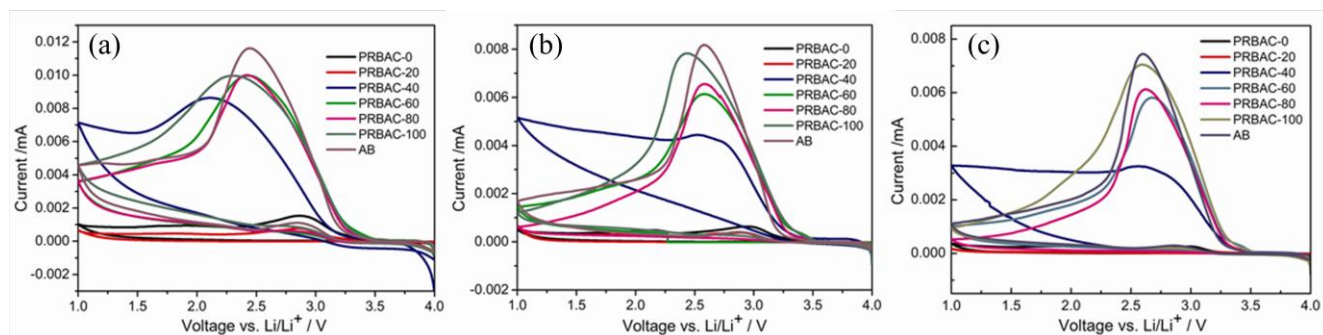 (a)
Current /mA
0.012
0.010
0.008
0.006
0.004
0.002
0.000
-0.002
PRBAC-0
PRBAC-20
PRBAC-40
PRBAC-60
PRBAC-80
PRBAC-100
AB
1.0 1.5 2.0 2.5 3.0 3.5 4.0
Voltage vs. Li/Li+ / V
(b)
Current /mA
0.008
0.006
0.004
0.002
0.000
-0.002
PRBAC-0
PRBAC-20
PRBAC-40
PRBAC-60
PRBAC-80
PRBAC-100
AB
1.0 1.5 2.0 2.5 3.0 3.5 4.0
Voltage vs. Li/Li+ / V
(c)
Current /mA
0.008
0.006
0.004
0.002
0.000
PRBAC-0
PRBAC-20
PRBAC-40
PRBAC-60
PRBAC-80
PRBAC-100
AB
1.0 1.5 2.0 2.5 3.0 3.5 4.0
Voltage vs. Li/Li+ / V